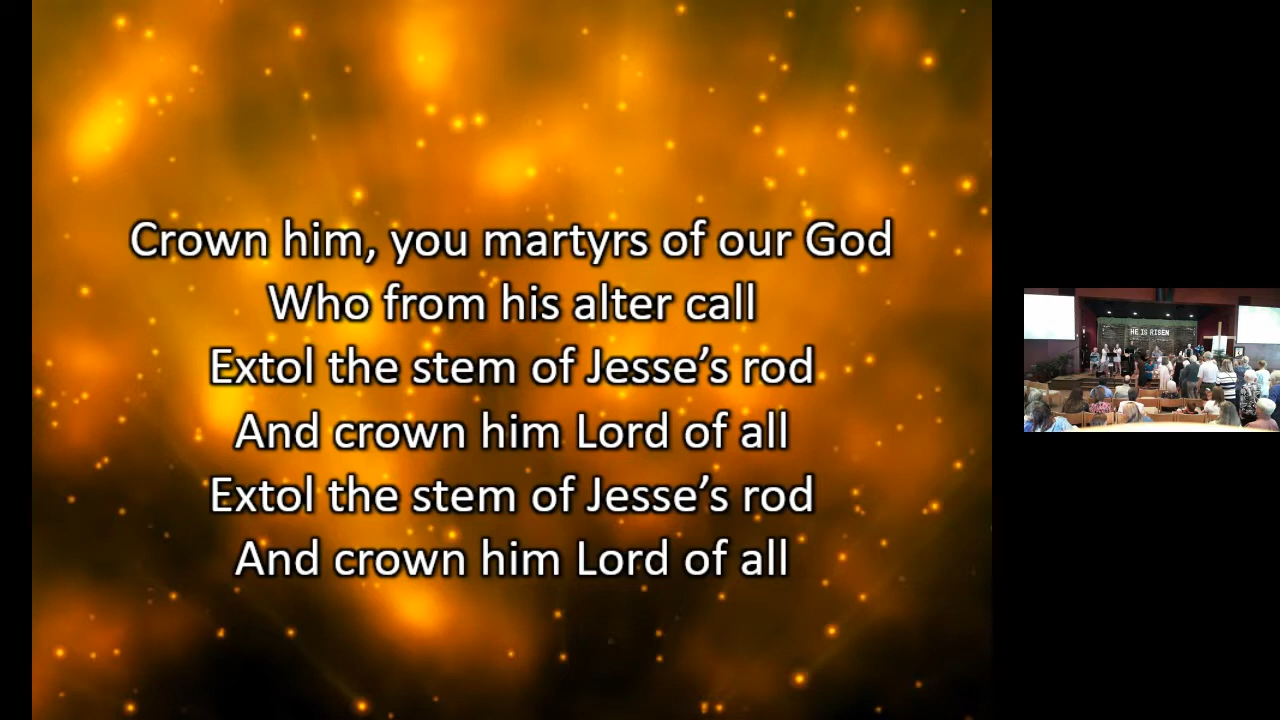 Crown him, you martyrs of our God
Who from his alter call
Extol the stem of Jesse’s rod
And crown him Lord of all
Extol the stem of Jesse’s rod
And crown him Lord of all
HE IS RISEN